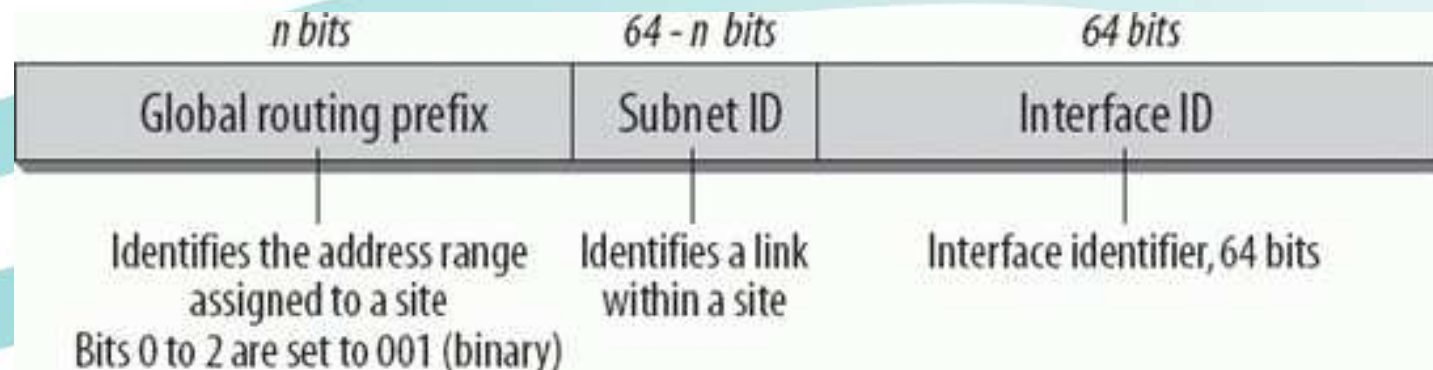 n bits 64 - n bits 64 bits
Global routing prefix Subnet ID Interface ID
Identifies the address range
assigned to a site
Bits 0 to 2 are set to 001 (binary)
Identifies a link
within a site
Interface identifier, 64 bits